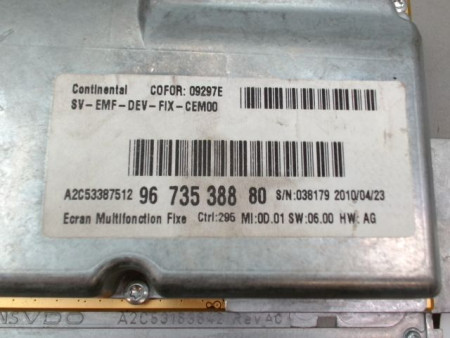 Continental COFOR: 09297E
SV-EMF-DEV-FIX-CEM00
A2C53387512 96 735 388 80 S/N:038179 2010/04/23
Ecran Multifonction Fixe Ctrl:295 MI:00.01 SW:06.00 HW: AG
VDO